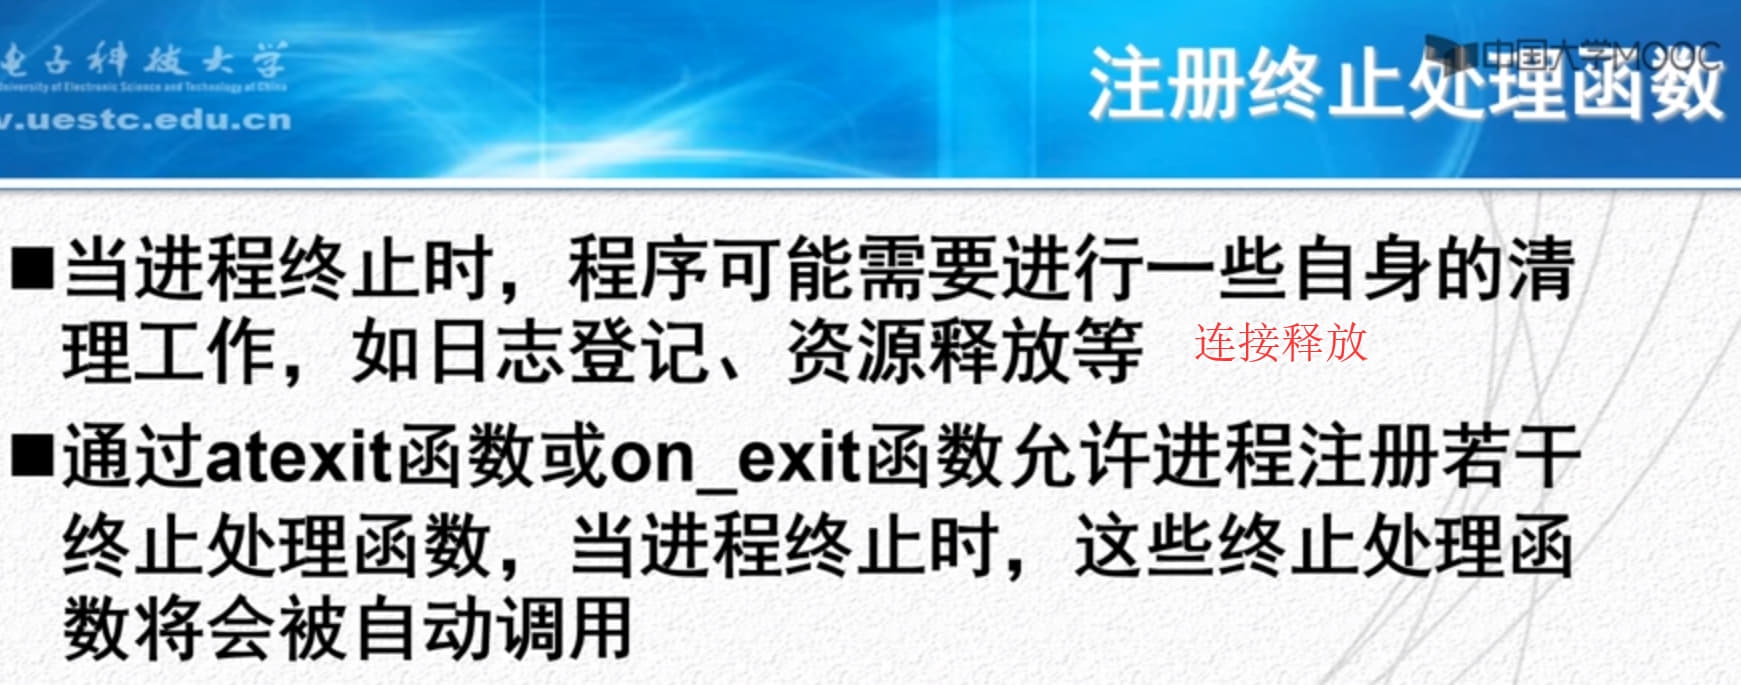 电子科技大学
University of Electronic Science and Technology of China
.uestc.edu.cn
中国大学MOOC
注册终止处理函数
■当进程终止时，程序可能需要进行一些自身的清
理工作，如日志登记、资源释放等 连接释放
■通过atexit函数或on_exit函数允许进程注册若干
终止处理函数，当进程终止时，这些终止处理函
数将会被自动调用